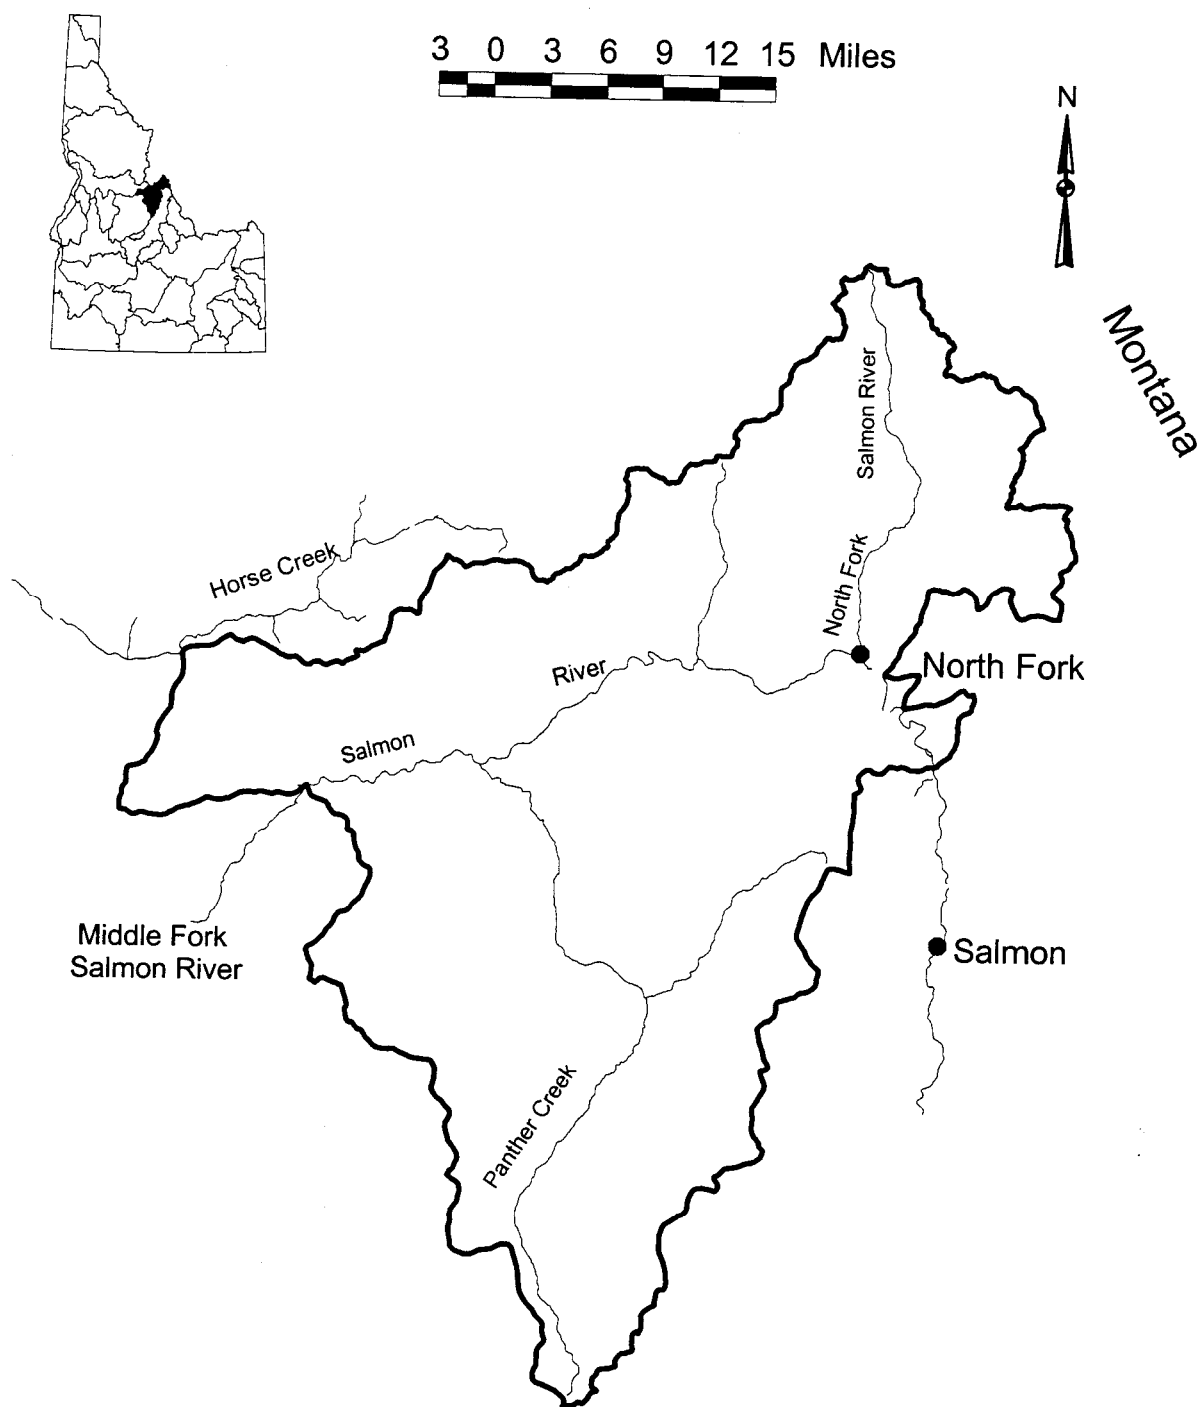 3 0 3 6 9 12 15 Miles
N
Montana
Salmon River
North Fork
Horse Creek
North Fork
River
Salmon
Middle Fork
Salmon River
Salmon
Panther Creek